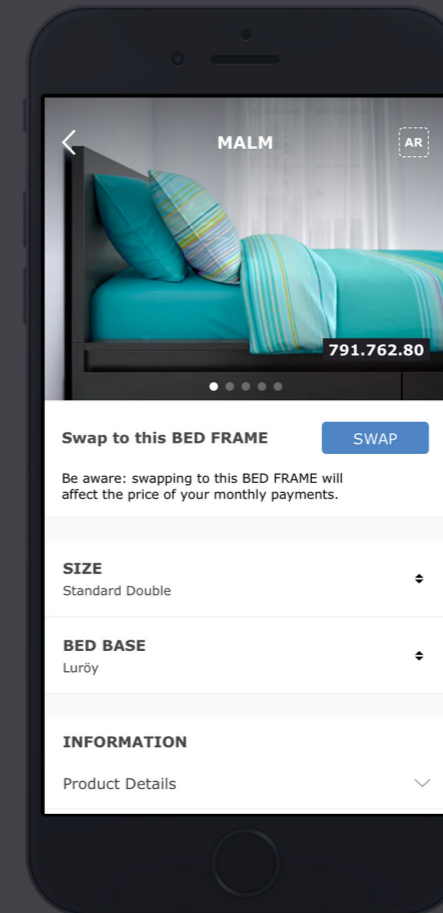 MALM
AR
791.762.80
Swap to this BED FRAME
SWAP
Be aware: swapping to this BED FRAME will
affect the price of your monthly payments.
SIZE
Standard Double
BED BASE
Luröy
INFORMATION
Product Details